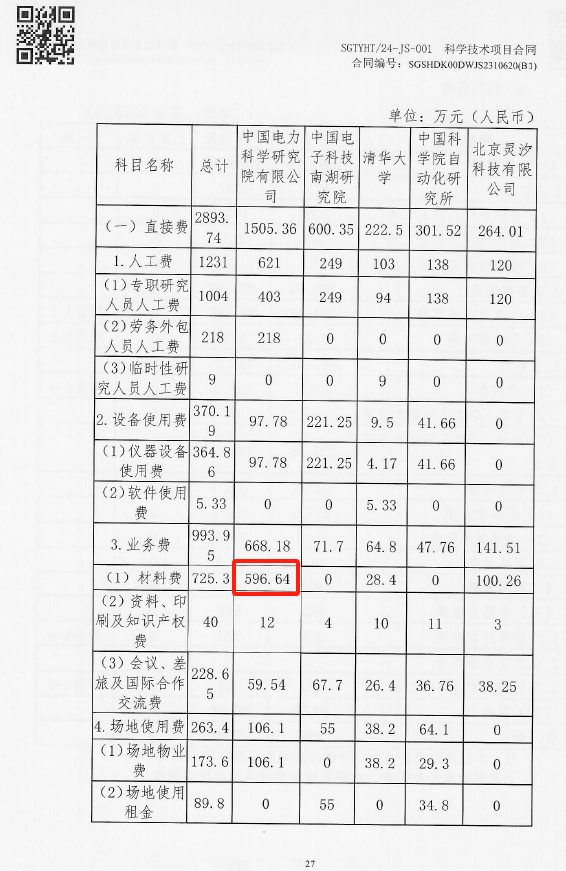 SGTYHT/24-JS-001 科学技术项目合同
合同编号：SGSHDK00DWJS2310620(B1)
单位：万元（人民币）
科目名称 总计 中国电力科学研究院有限公司 中国电子科技南湖研究院 清华大学 中国科学院自动化研究所 北京灵汐科技有限公司
（一）直接费 2893.74 1505.36 600.35 222.5 301.52 264.01
1.人工费 1231 621 249 103 138 120
（1）专职研究人员人工费 1004 403 249 94 138 120
（2）劳务外包人员人工费 218 218 0 0 0 0
（3）临时性研究人员人工费 9 0 0 9 0 0
2.设备使用费 370.19 97.78 221.25 9.5 41.66 0
（1）仪器设备使用费 364.86 97.78 221.25 4.17 41.66 0
（2）软件使用费 5.33 0 0 5.33 0 0
3.业务费 993.95 668.18 71.7 64.8 47.76 141.51
（1）材料费 725.3 596.64 0 28.4 0 100.26
（2）资料、印刷及知识产权费 40 12 4 10 11 3
（3）会议、差旅及国际合作交流费 228.65 59.54 67.7 26.4 36.76 38.25
4.场地使用费 263.4 106.1 55 38.2 64.1 0
（1）场地物业费 173.6 106.1 0 38.2 29.3 0
（2）场地使用租金 89.8 0 55 0 34.8 0
27